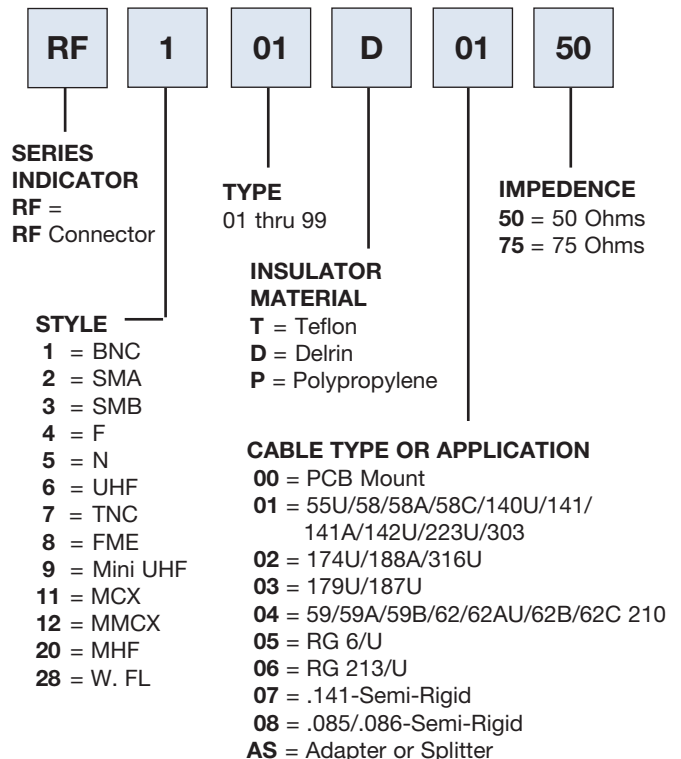 RF 1 01 D 01 50
SERIES
INDICATOR
RF =
RF Connector
STYLE
1 = BNC
2 = SMA
3 = SMB
4 = F
5 = N
6 = UHF
7 = TNC
8 = FME
9 = Mini UHF
11 = MCX
12 = MMCX
20 = MHF
28 = W. FL
TYPE
01 thru 99
INSULATOR
MATERIAL
T = Teflon
D = Delrin
P = Polypropylene
CABLE TYPE OR APPLICATION
00 = PCB Mount
01 = 55U/58/58A/58C/140U/141/
141A/142U/223U/303
02 = 174U/188A/316U
03 = 179U/187U
04 = 59/59A/59B/62/62AU/62B/62C 210
05 = RG 6/U
06 = RG 213/U
07 = .141-Semi-Rigid
08 = .085/.086-Semi-Rigid
AS = Adapter or Splitter
IMPEDENCE
50 = 50 Ohms
75 = 75 Ohms